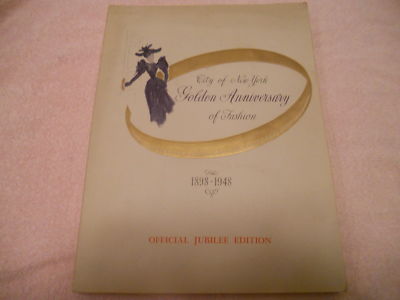 City of New York
Golden Anniversary
of Fashion
1898-1948
OFFICIAL JUBILEE EDITION